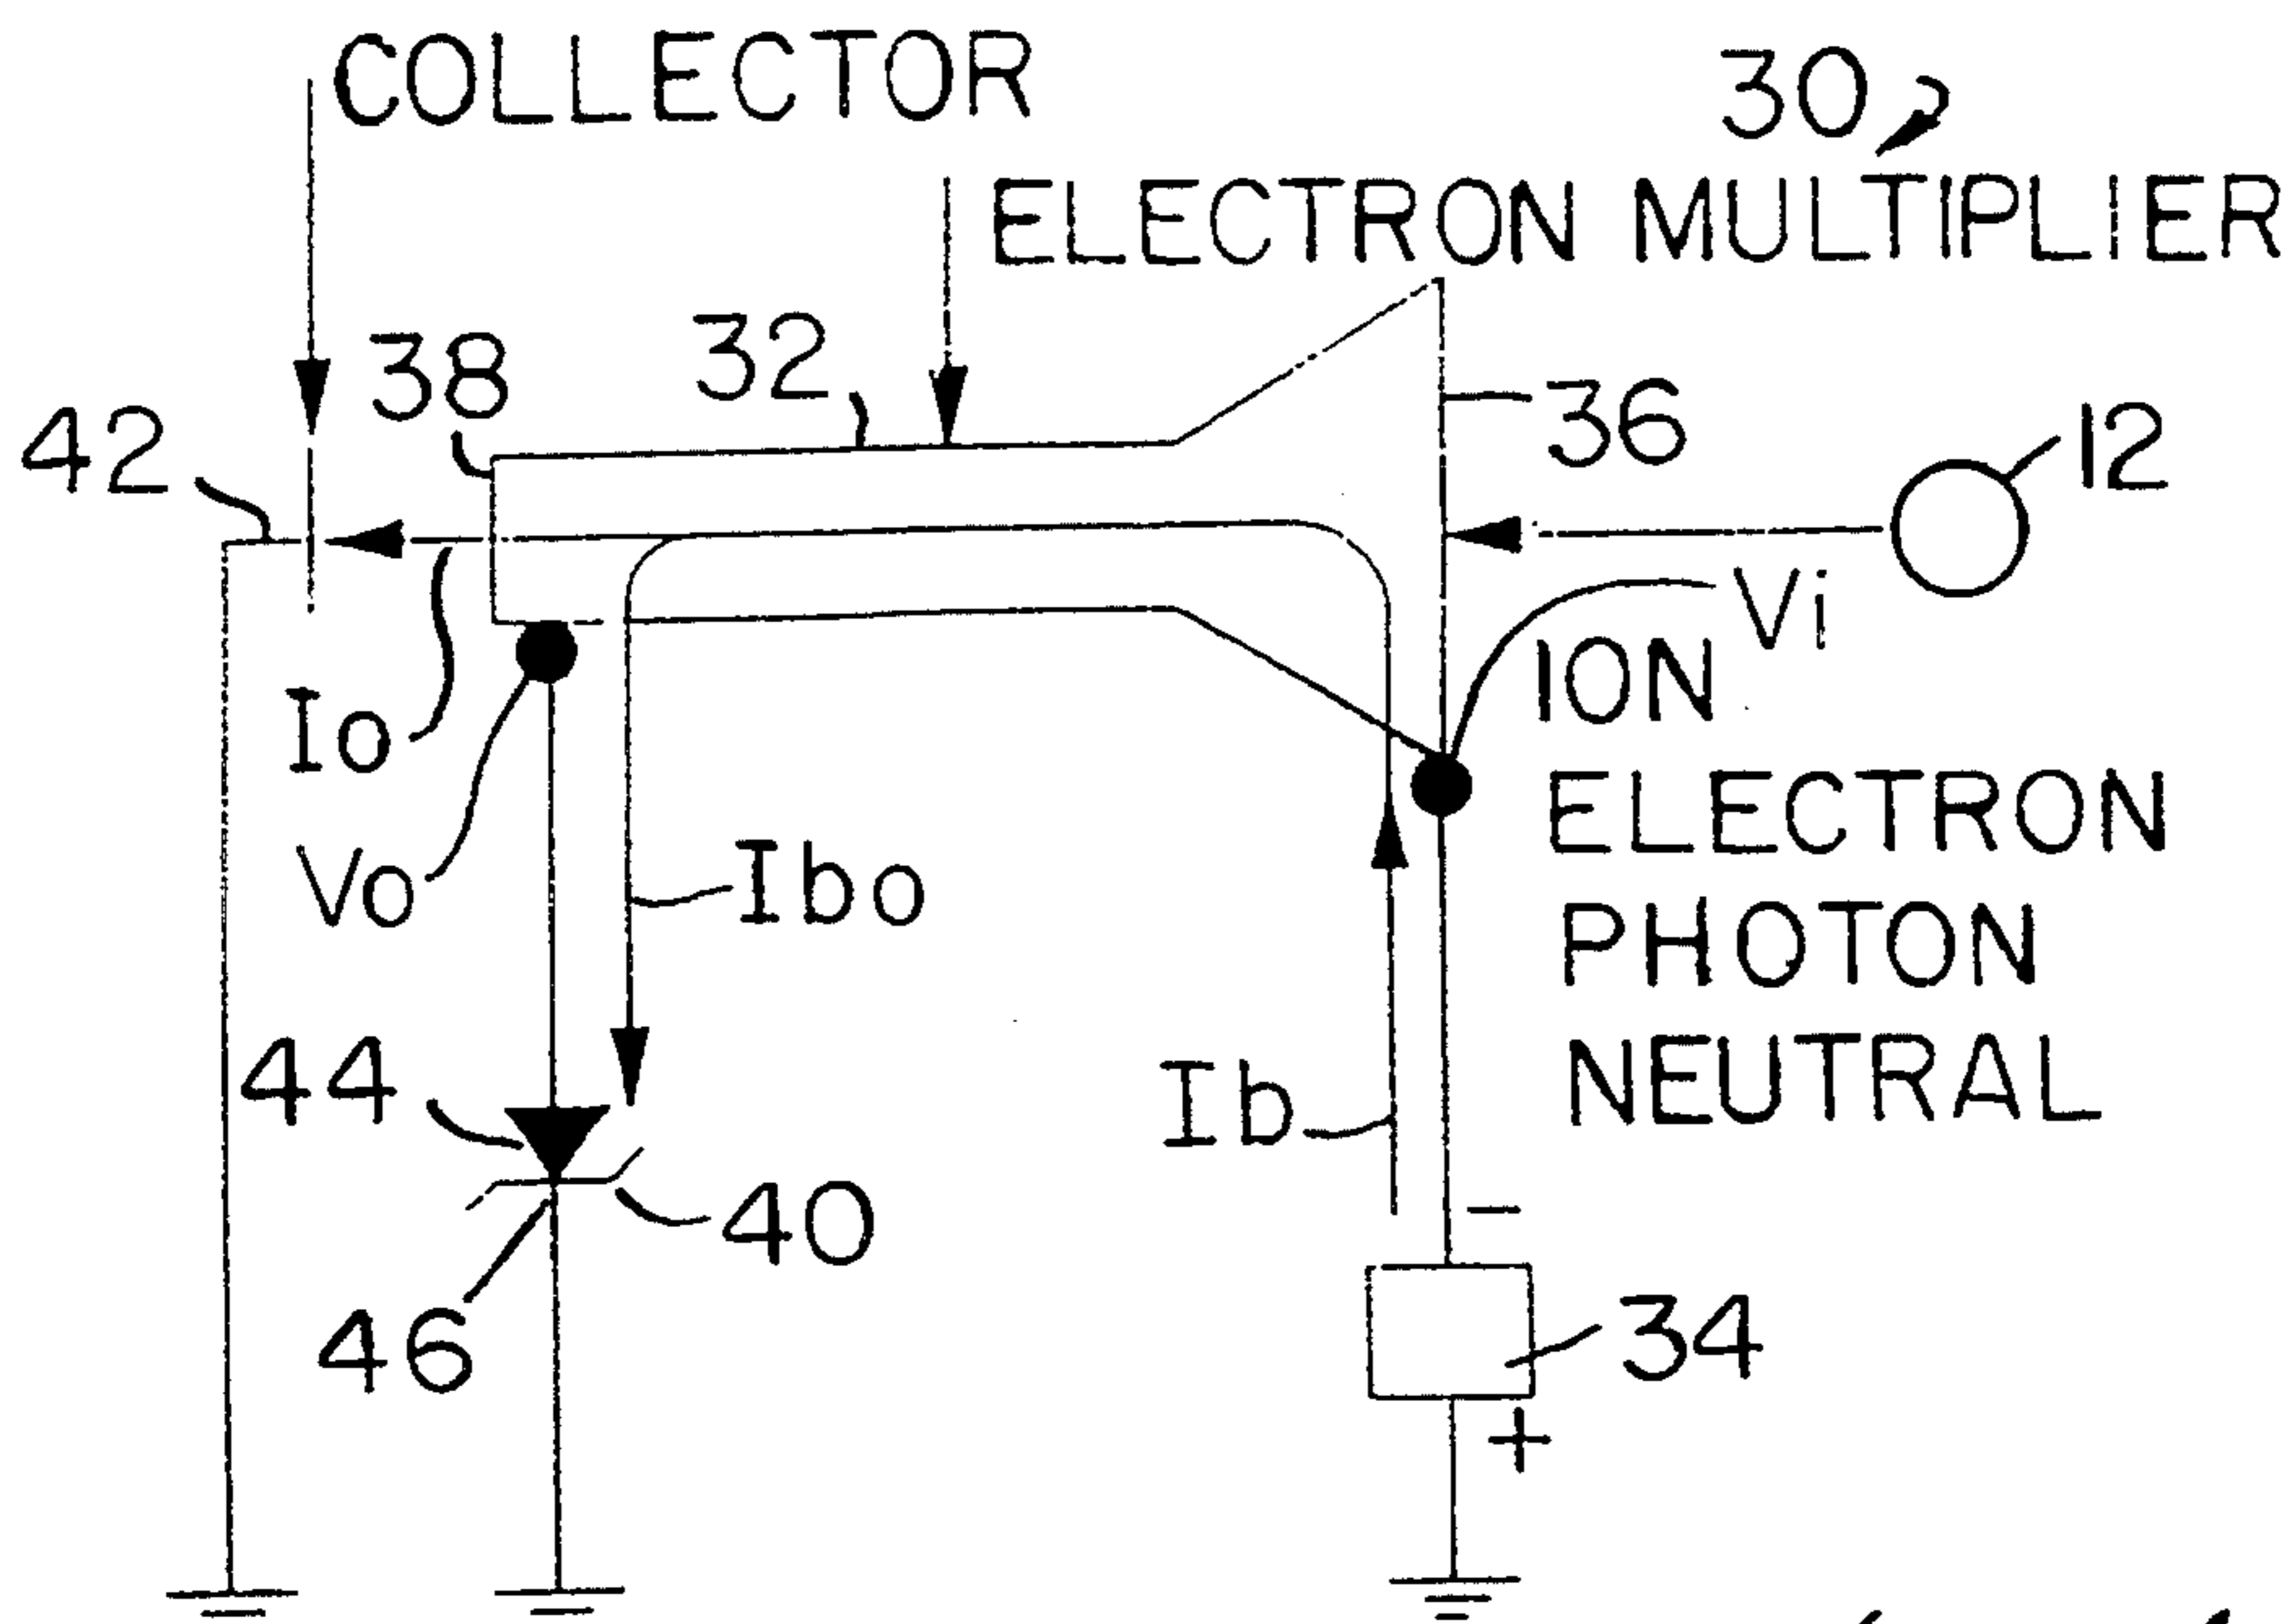 COLLECTOR
30
ELECTRON MULTIPLIER
38
32
36
42
12
Vi
ION
Io
ELECTRON
Vo
Ibo
PHOTON
44
Ib
NEUTRAL
−
40
46
34
+